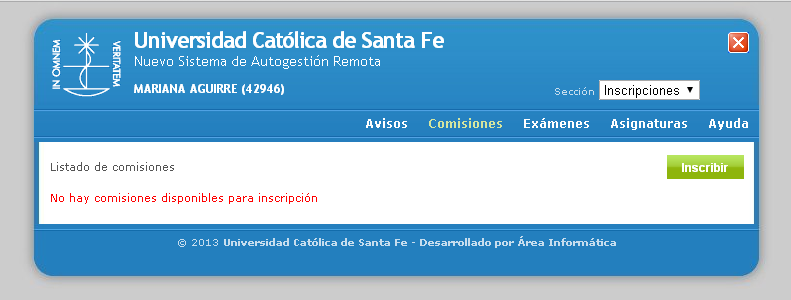 IN OMNEM VERITATEM
Universidad Católica de Santa Fe
Nuevo Sistema de Autogestión Remota
MARIANA AGUIRRE (42946)
Sección Inscripciones
Avisos Comisiones Exámenes Asignaturas Ayuda
Listado de comisiones
Inscribir
No hay comisiones disponibles para inscripción
© 2013 Universidad Católica de Santa Fe - Desarrollado por Área Informática